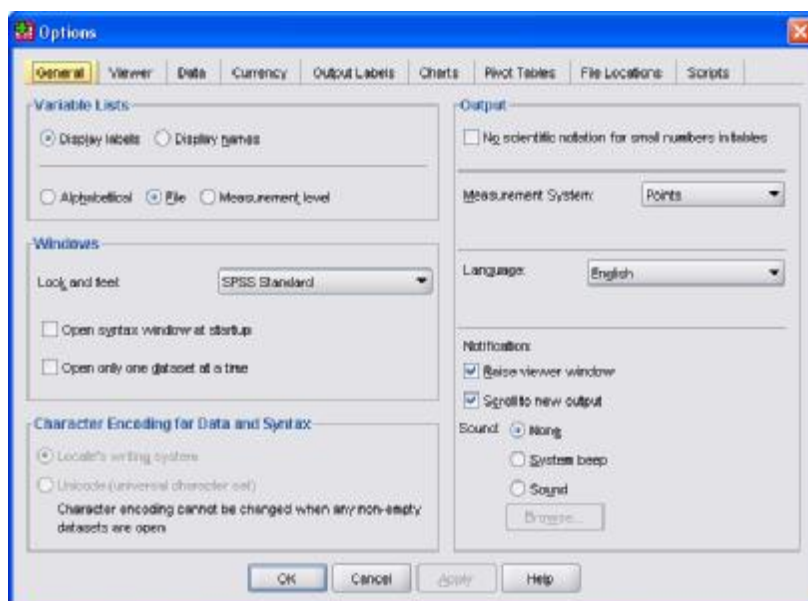 Options
General Viewer Data Currency Output Labels Charts Pivot Tables File Locations Scripts
Variable Lists
Display labels Display names
Alphabetical File Measurement level
Windows
Look and feel: SPSS Standard
Open syntax window at startup
Open only one dataset at a time
Character Encoding for Data and Syntax
Locale's writing system
Unicode (universal character set)
Character encoding cannot be changed when any non-empty
datasets are open
Output
No scientific notation for small numbers in tables
Measurement System: Points
Language: English
Notification:
Raise viewer window
Scroll to new output
Sound: None
System beep
Sound
Browse...
OK Cancel Apply Help